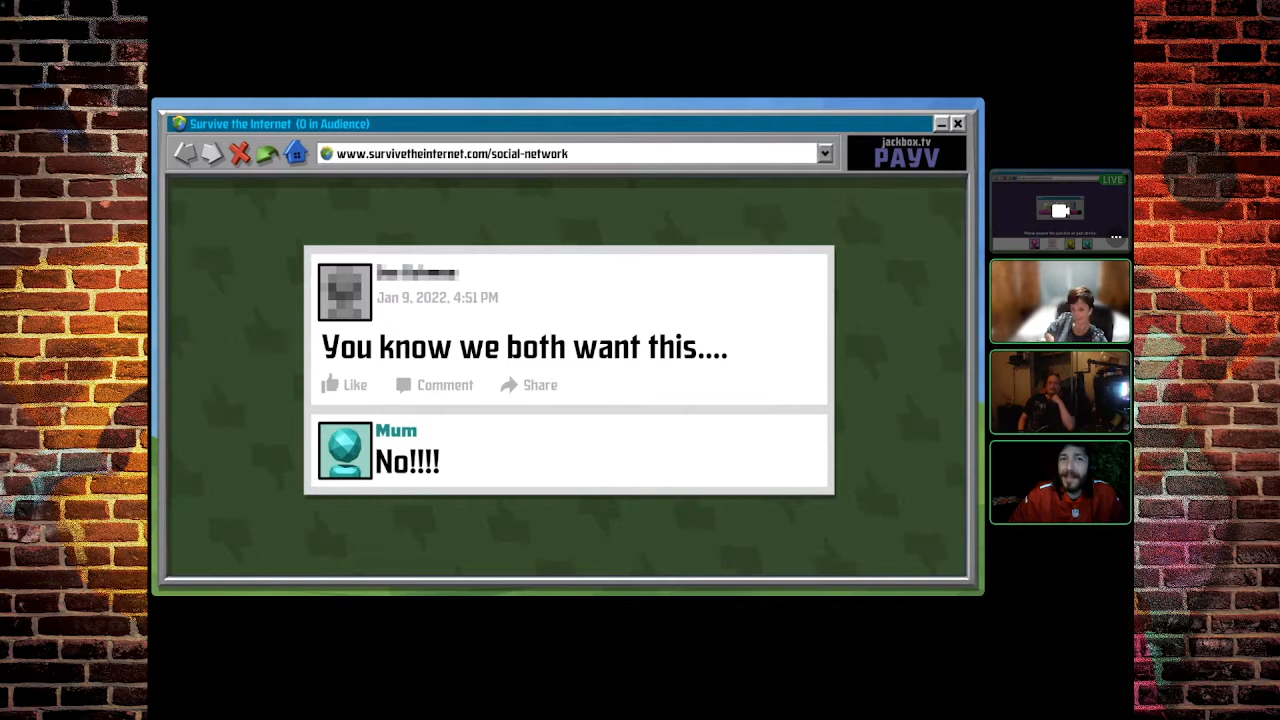 Survive the Internet (0 in Audience)
www.survivetheinternet.com/social-network
jackbox.tv
PAYV
LIVE
Jan 9, 2022, 4:51 PM
You know we both want this....
Like Comment Share
Mum
No!!!!